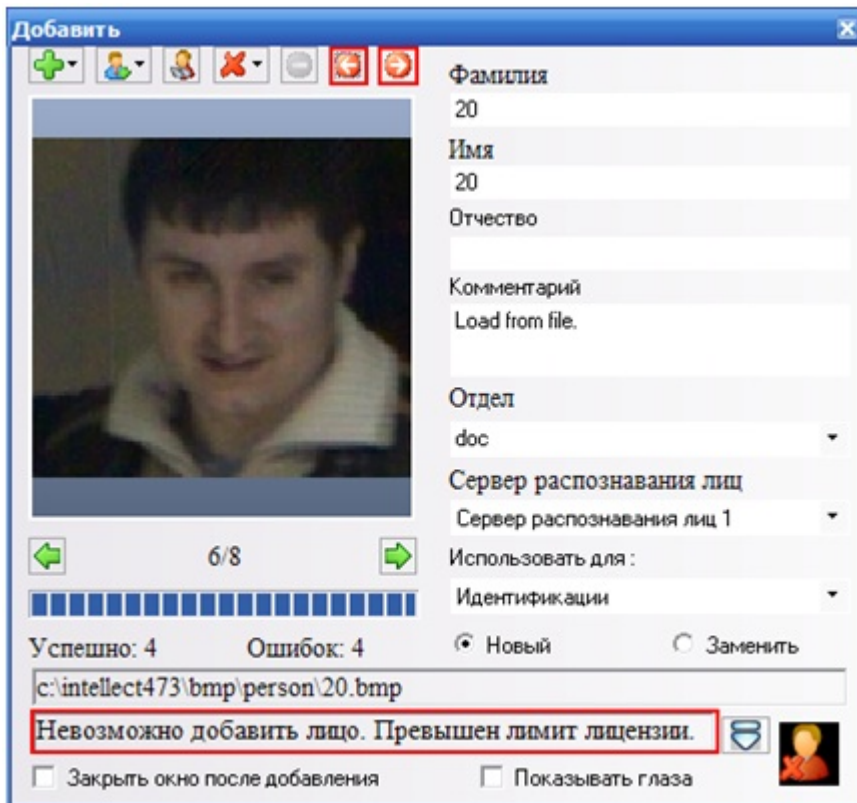 Добавить
Фамилия
20
Имя
20
Отчество
Комментарий
Load from file.
Отдел
doc
Сервер распознавания лиц
Сервер распознавания лиц 1
6/8
Использовать для :
Идентификации
Успешно: 4 Ошибок: 4
Новый Заменить
c:\intellect473\bmp\person\20.bmp
Невозможно добавить лицо. Превышен лимит лицензии.
Закрыть окно после добавления Показывать глаза